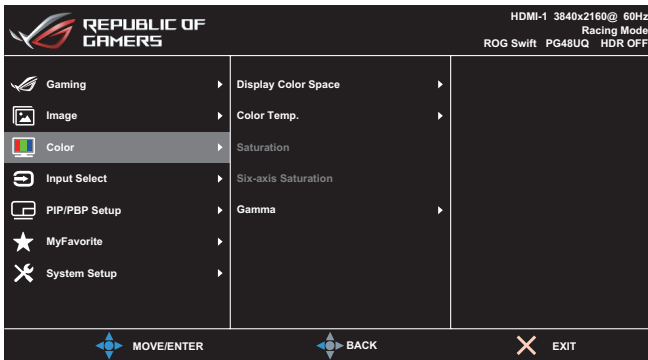 REPUBLIC OF
GAMERS
HDMI-1 3840x2160@ 60Hz
Racing Mode
ROG Swift PG48UQ HDR OFF
Gaming
Image
Color
Input Select
PIP/PBP Setup
MyFavorite
System Setup
Display Color Space
Color Temp.
Saturation
Six-axis Saturation
Gamma
MOVE/ENTER
BACK
EXIT